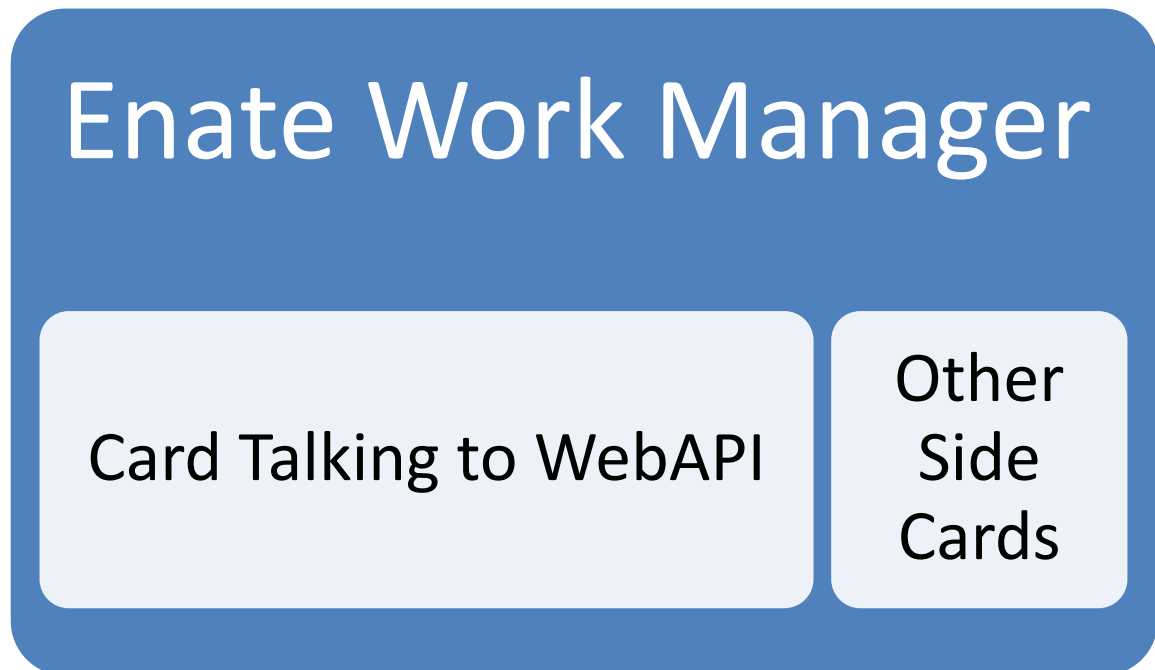 Enate Work Manager
Card Talking to WebAPI
Other
Side
Cards